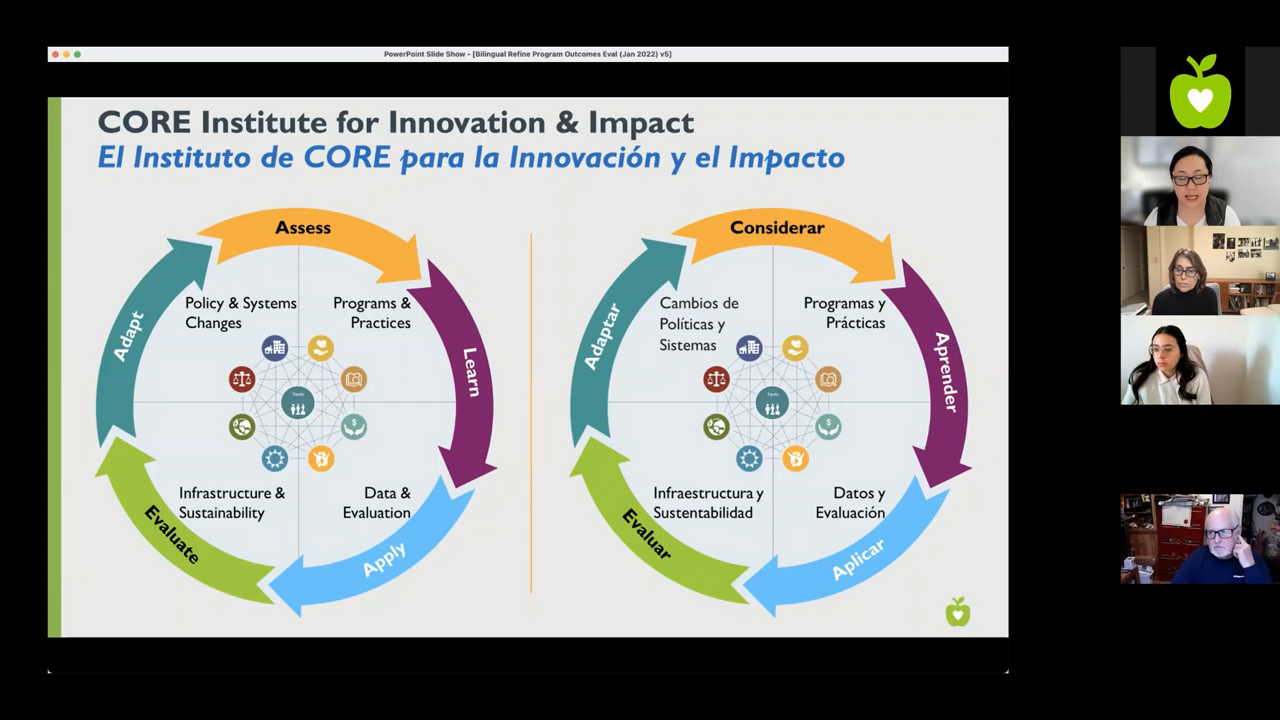 PowerPoint Slide Show - [Bilingual Refine Program Outcomes Eval (Jan 2022) v5]
CORE Institute for Innovation & Impact
El Instituto de CORE para la Innovación y el Impacto
Assess
Learn
Apply
Evaluate
Adapt
Policy & Systems
Changes
Programs &
Practices
Equity
Infrastructure &
Sustainability
Data &
Evaluation
Considerar
Aprender
Aplicar
Evaluar
Adaptar
Cambios de
Políticas y
Sistemas
Programas y
Prácticas
Equity
Infraestructura y
Sustentabilidad
Datos y
Evaluación